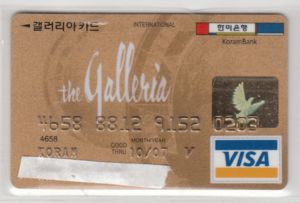 갤러리아카드
INTERNATIONAL
한미은행
KoramBank
the Galleria
4658 8812 9152 0203
4658
MONTH/YEAR
KORAM
GOOD THRU 10/07 V
VISA